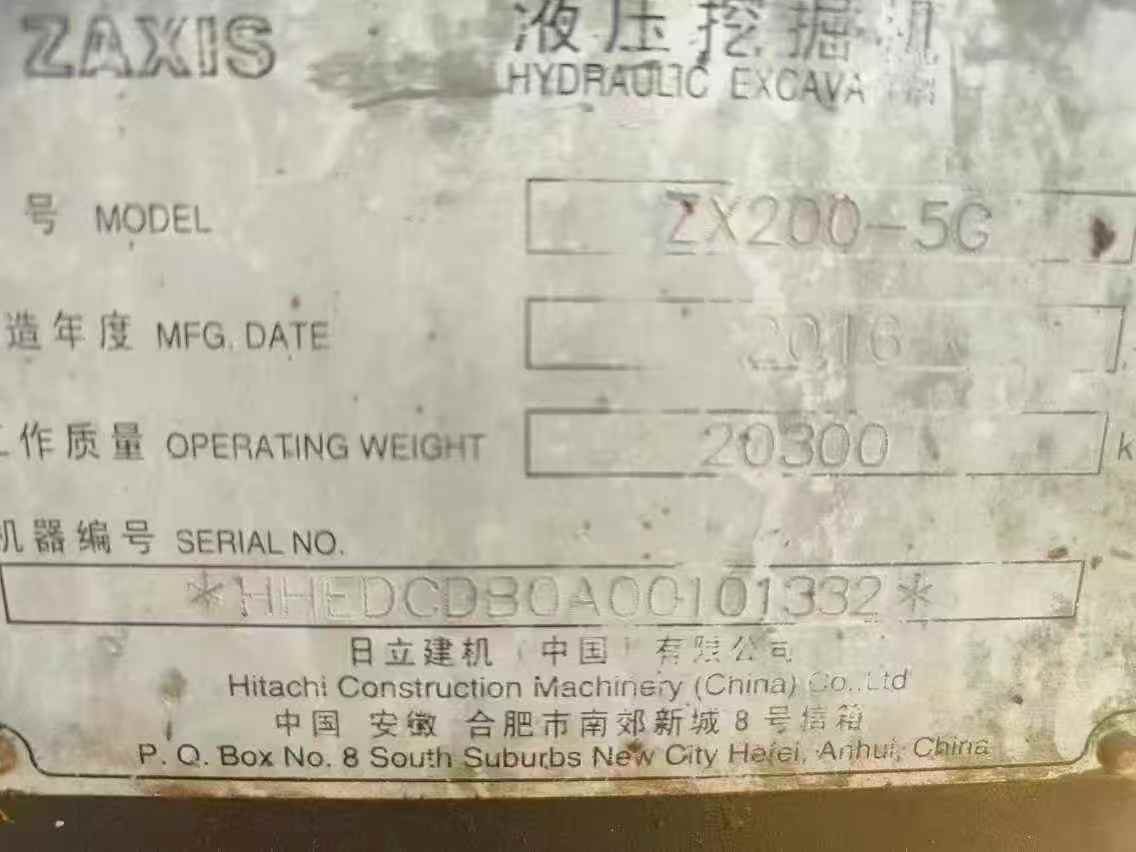 ZAXIS 液压挖掘机
HYDRAULIC EXCAVA
号 MODEL ZX200-5G
造年度 MFG. DATE 2016
作质量 OPERATING WEIGHT 20300 k
机器编号 SERIAL NO.
*HHEDCD80A00101332*
日立建机（中国）有限公司
Hitachi Construction Machinery (China) Co., Ltd
中国 安徽 合肥市南郊新城 8 号信箱
P. O. Box No. 8 South Suburbs New City Hefei, Anhui, China